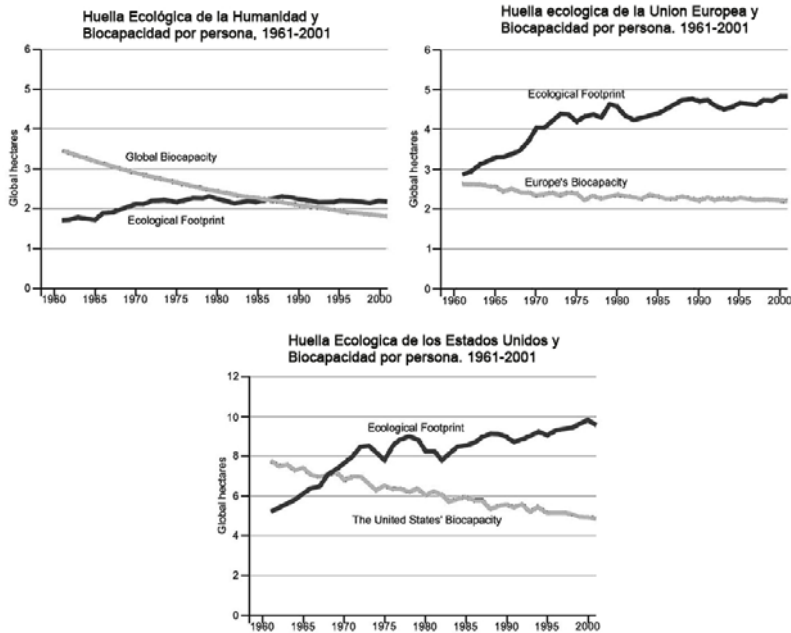 Huella Ecológica de la Humanidad y
Biocapacidad por persona, 1961-2001
6
5
4
3
2
1
0
Global hectares
Global Biocapacity
Ecological Footprint
1960 1965 1970 1975 1980 1985 1990 1995 2000
Huella ecologica de la Union Europea y
Biocapacidad por persona. 1961-2001
6
5
4
3
2
1
0
Global hectares
Ecological Footprint
Europe's Biocapacity
1960 1965 1970 1975 1980 1985 1990 1995 2000
Huella Ecologica de los Estados Unidos y
Biocapacidad por persona. 1961-2001
12
10
8
6
4
2
0
Global hectares
Ecological Footprint
The United States' Biocapacity
1960 1965 1970 1975 1980 1985 1990 1995 2000